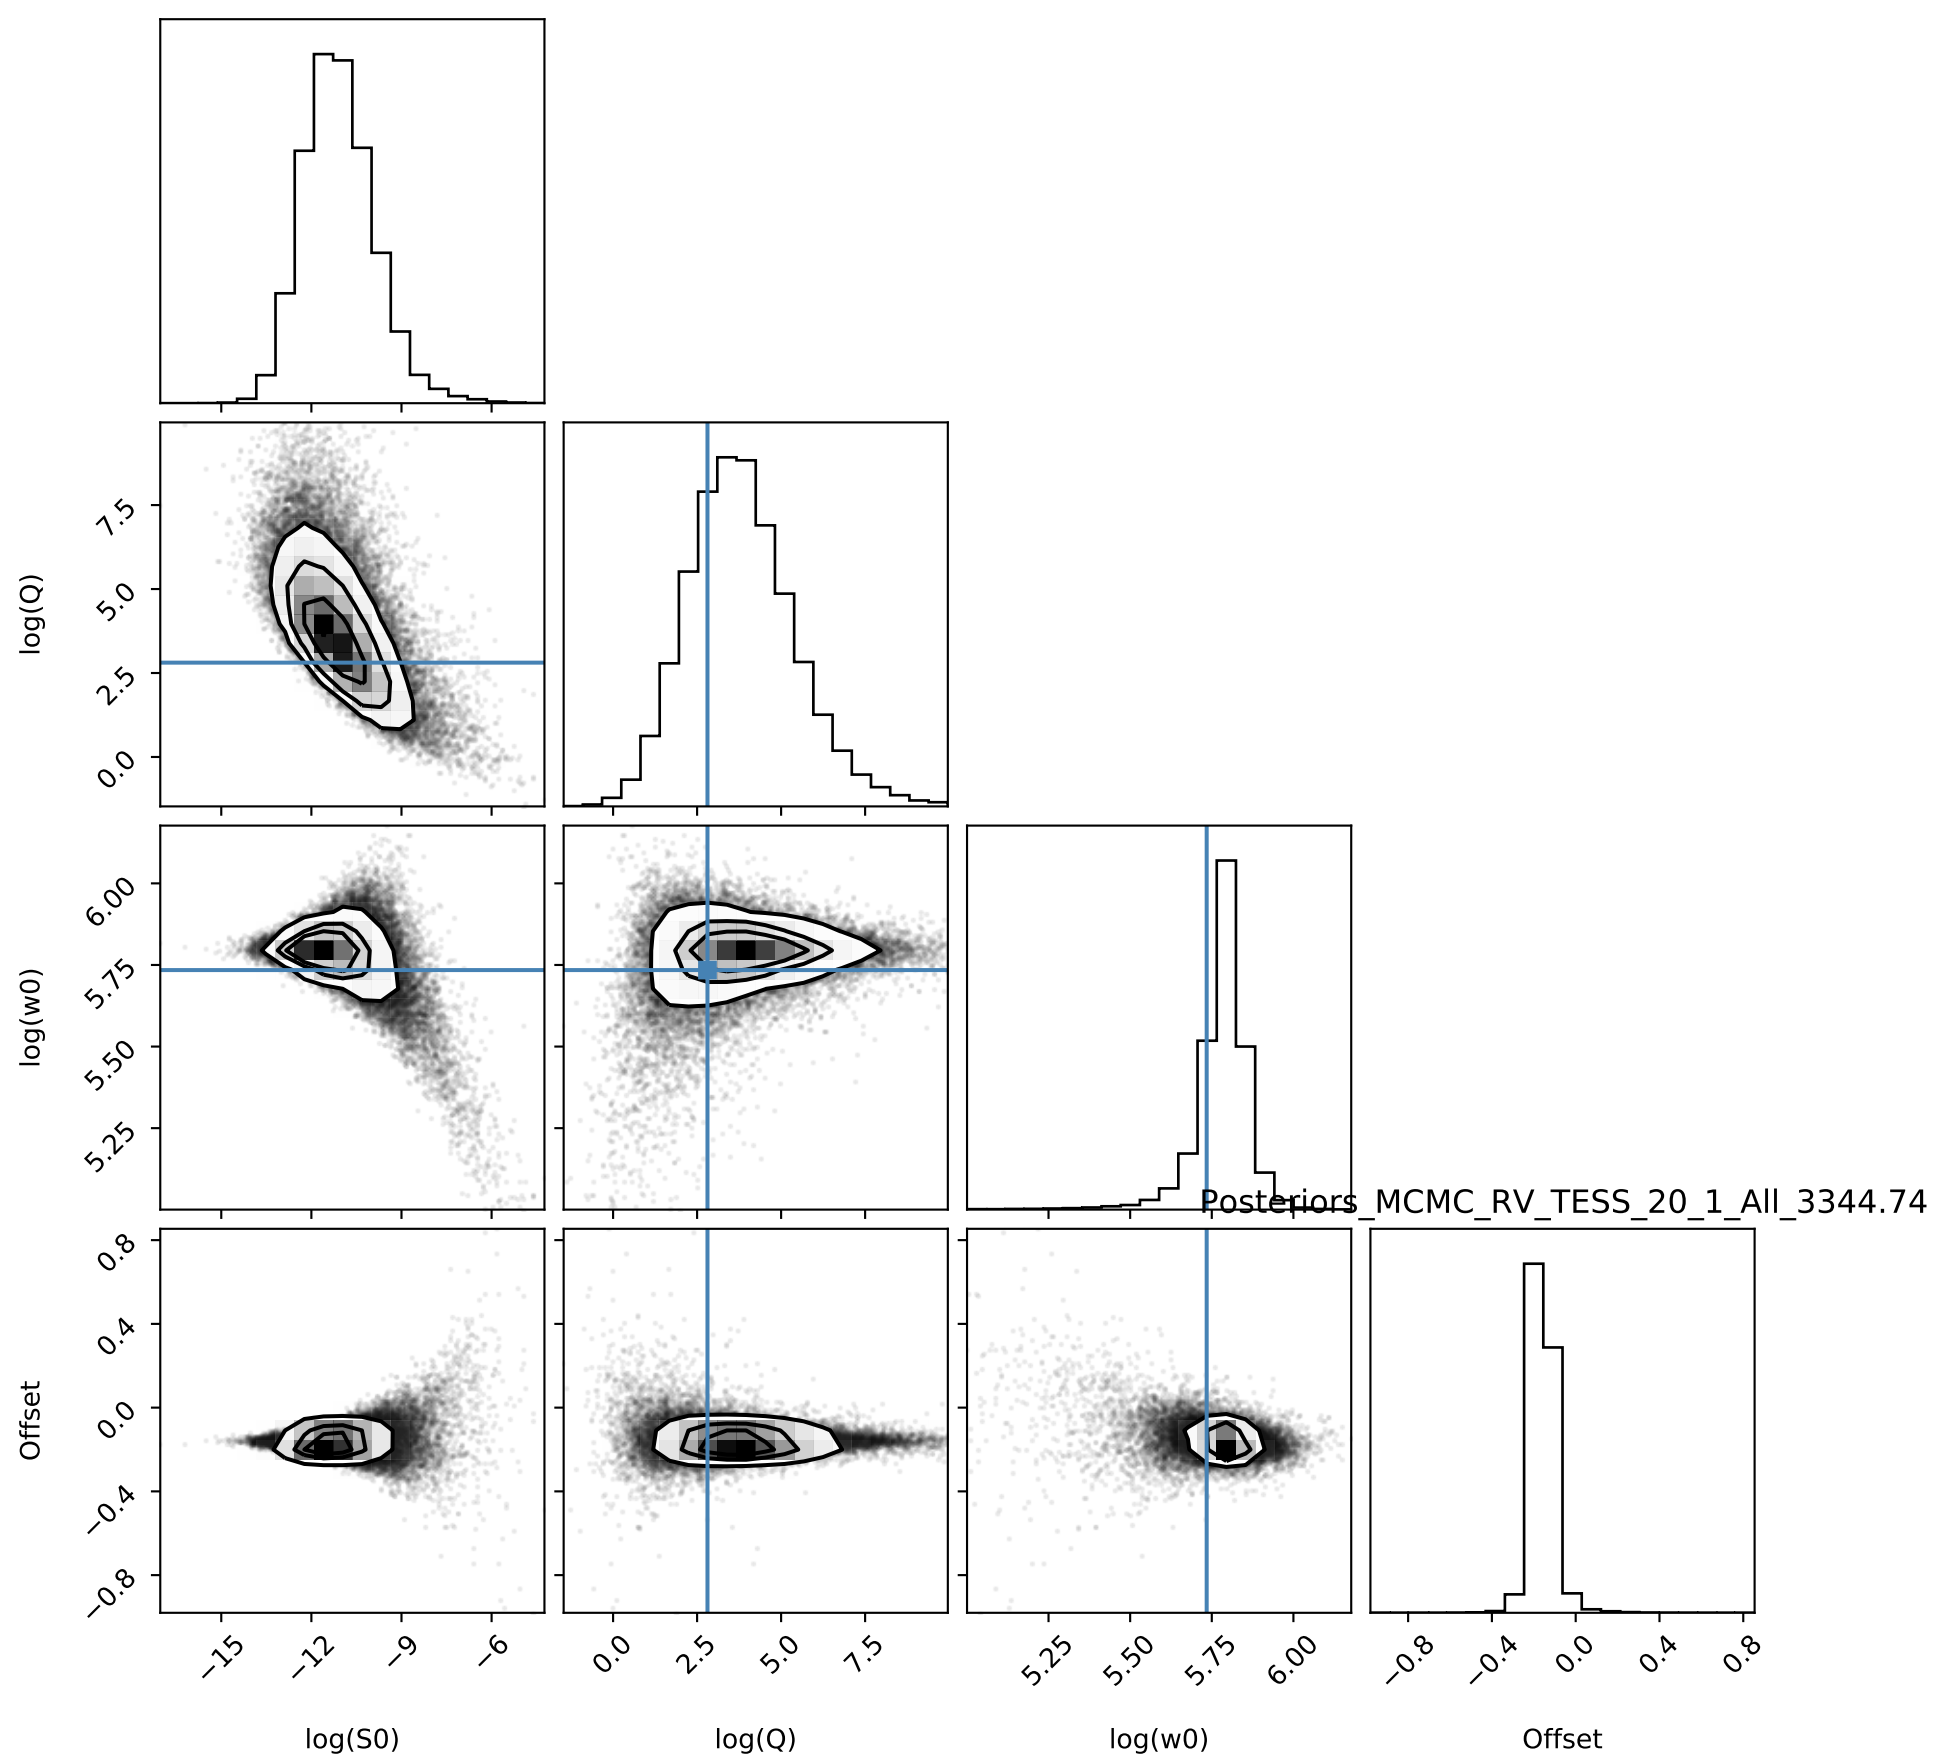 log(Q)
7.5
5.0
2.5
0.0
log(w0)
6.00
5.75
5.50
5.25
Posteriors_MCMC_RV_TESS_20_1_All_3344.74
Offset
0.8
0.4
0.0
−0.4
−0.8
−15 −12 −9 −6 0.0 2.5 5.0 7.5 5.25 5.50 5.75 6.00 −0.8 −0.4 0.0 0.4 0.8
log(S0) log(Q) log(w0) Offset